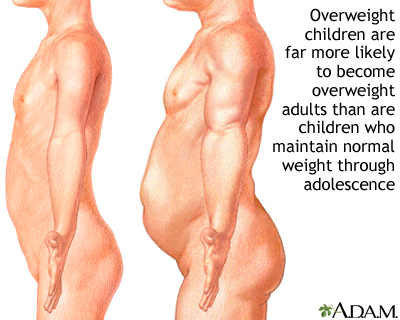 Overweight
children are
far more likely
to become
overweight
adults than are
children who
maintain normal
weight through
adolescence
ADAM.